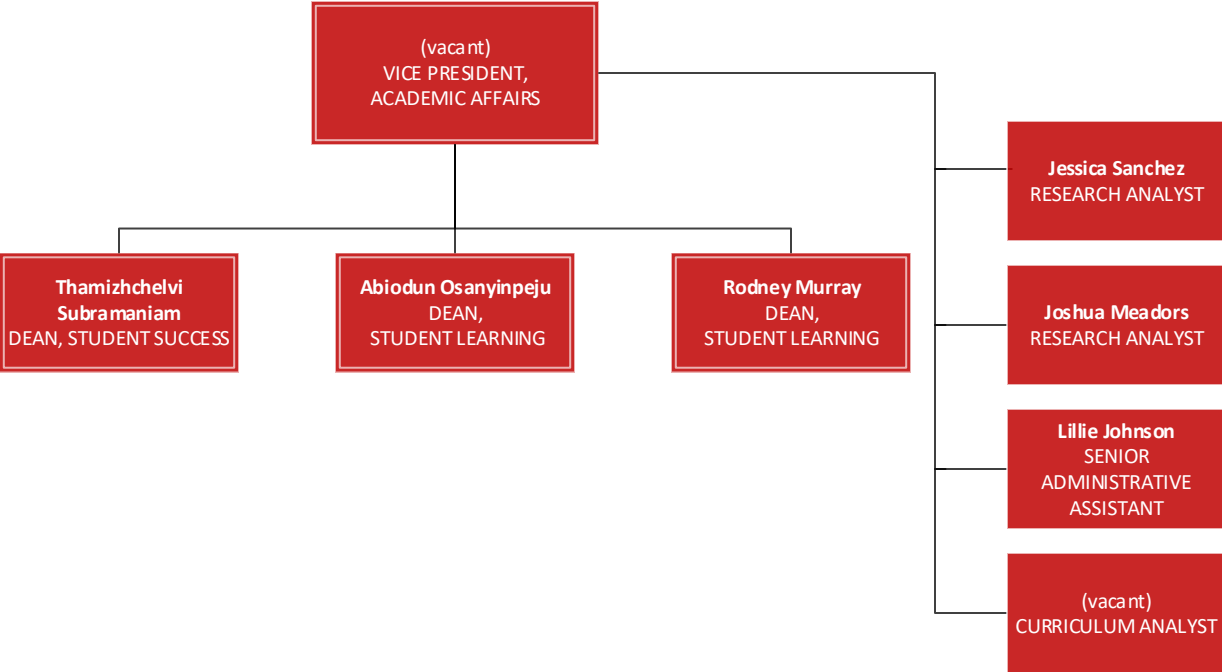 (vacant)
VICE PRESIDENT,
ACADEMIC AFFAIRS
Thamizhchelvi
Subramaniam
DEAN, STUDENT SUCCESS
Abiodun Osanyinpeju
DEAN,
STUDENT LEARNING
Rodney Murray
DEAN,
STUDENT LEARNING
Jessica Sanchez
RESEARCH ANALYST
Joshua Meadors
RESEARCH ANALYST
Lillie Johnson
SENIOR
ADMINISTRATIVE
ASSISTANT
(vacant)
CURRICULUM ANALYST